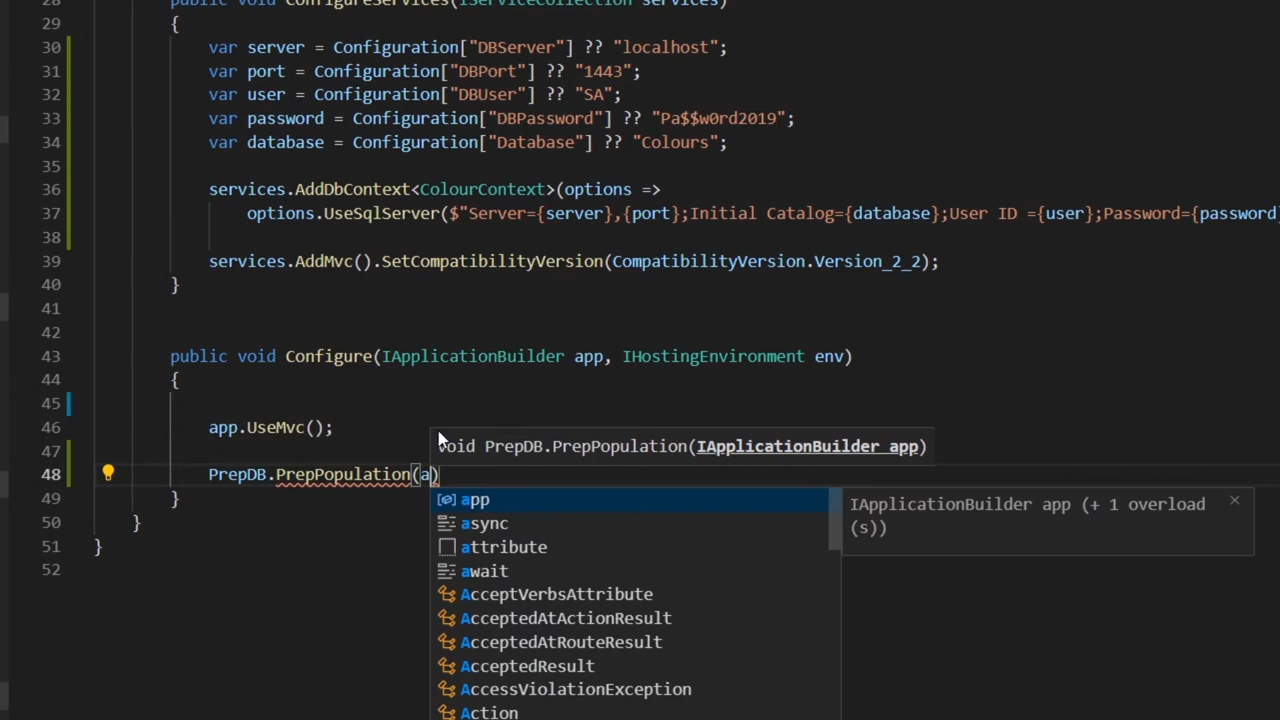 28 public void ConfigureServices(IServiceCollection services)
29 {
30 var server = Configuration["DBServer"] ?? "localhost";
31 var port = Configuration["DBPort"] ?? "1443";
32 var user = Configuration["DBUser"] ?? "SA";
33 var password = Configuration["DBPassword"] ?? "Pa$$w0rd2019";
34 var database = Configuration["Database"] ?? "Colours";
35
36 services.AddDbContext<ColourContext>(options =>
37 options.UseSqlServer($"Server={server},{port};Initial Catalog={database};User ID ={user};Password={password}
38
39 services.AddMvc().SetCompatibilityVersion(CompatibilityVersion.Version_2_2);
40 }
41
42
43 public void Configure(IApplicationBuilder app, IHostingEnvironment env)
44 {
45
46 app.UseMvc();
47
void PrepDB.PrepPopulation(IApplicationBuilder app)
48 PrepDB.PrepPopulation(a)
49 }
50 }
51 }
52
app
async
attribute
await
AcceptVerbsAttribute
AcceptedAtActionResult
AcceptedAtRouteResult
AcceptedResult
AccessViolationException
Action
IApplicationBuilder app (+ 1 overload
(s))